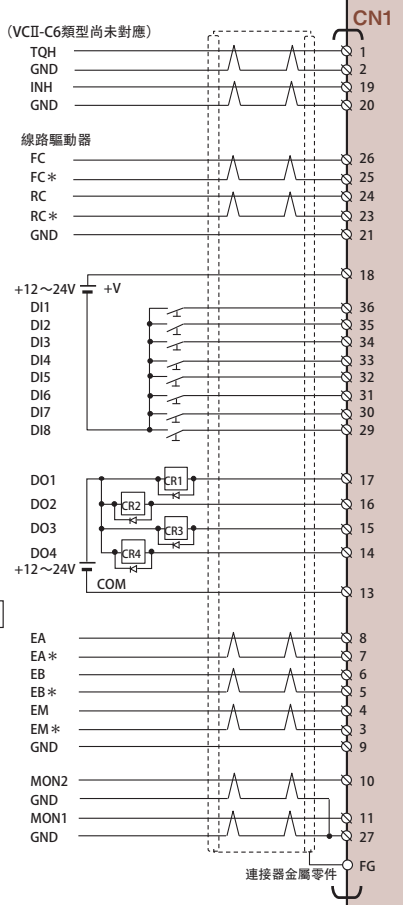 CN1
(VCII-C6類型尚未對應)
TQH 1
GND 2
INH 19
GND 20
線路驅動器
FC 26
FC* 25
RC 24
RC* 23
GND 21
18
+12～24V +V
DI1 36
DI2 35
DI3 34
DI4 33
DI5 32
DI6 31
DI7 30
DI8 29
DO1 CR1 17
DO2 CR2 16
DO3 CR3 15
DO4 CR4 14
+12～24V
COM 13
EA 8
EA* 7
EB 6
EB* 5
EM 4
EM* 3
GND 9
MON2 10
GND
MON1 11
GND 27
連接器金屬零件 FG